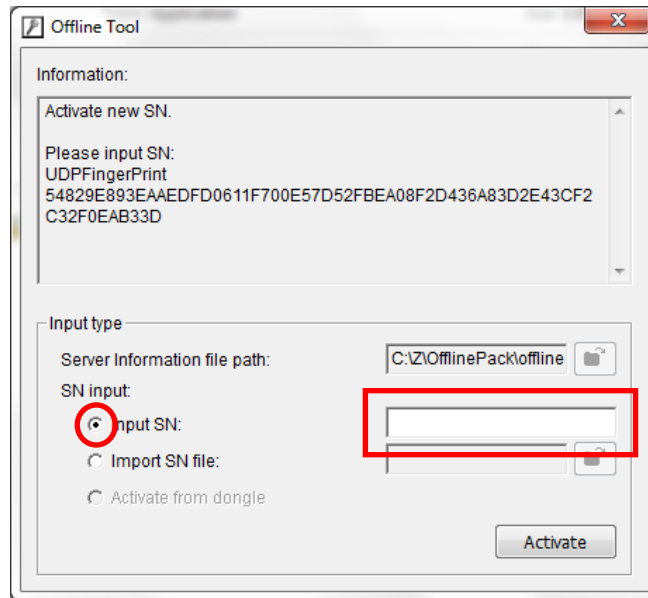 Offline Tool
Information:
Activate new SN.
Please input SN:
UDPFingerPrint
54829E893EAAEDFD0611F700E57D52FBEA08F2D436A83D2E43CF2
C32F0EAB33D
Input type
Server Information file path:
C:\Z\OfflinePack\offline
SN input:
Input SN:
Import SN file:
Activate from dongle
Activate